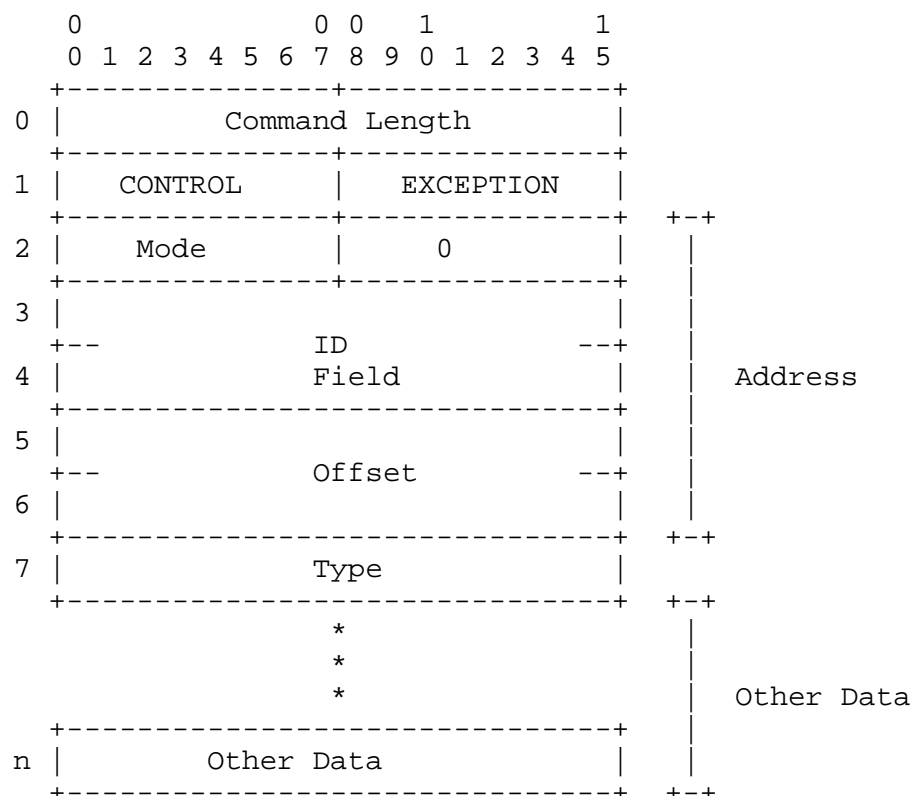 0 0 0 1 1
0 1 2 3 4 5 6 7 8 9 0 1 2 3 4 5
+---------------+---------------+
0 | Command Length |
+---------------+---------------+
1 | CONTROL | EXCEPTION |
+---------------+---------------+ +-+
2 | Mode | 0 | |
+---------------+---------------+ |
3 | | |
+-- ID --+ |
4 | Field | | Address
+-------------------------------+ |
5 | | |
+-- Offset --+ |
6 | | |
+-------------------------------+ +-+
7 | Type |
+-------------------------------+ +-+
* |
* |
* | Other Data
+-------------------------------+ |
n | Other Data | |
+-------------------------------+ +-+